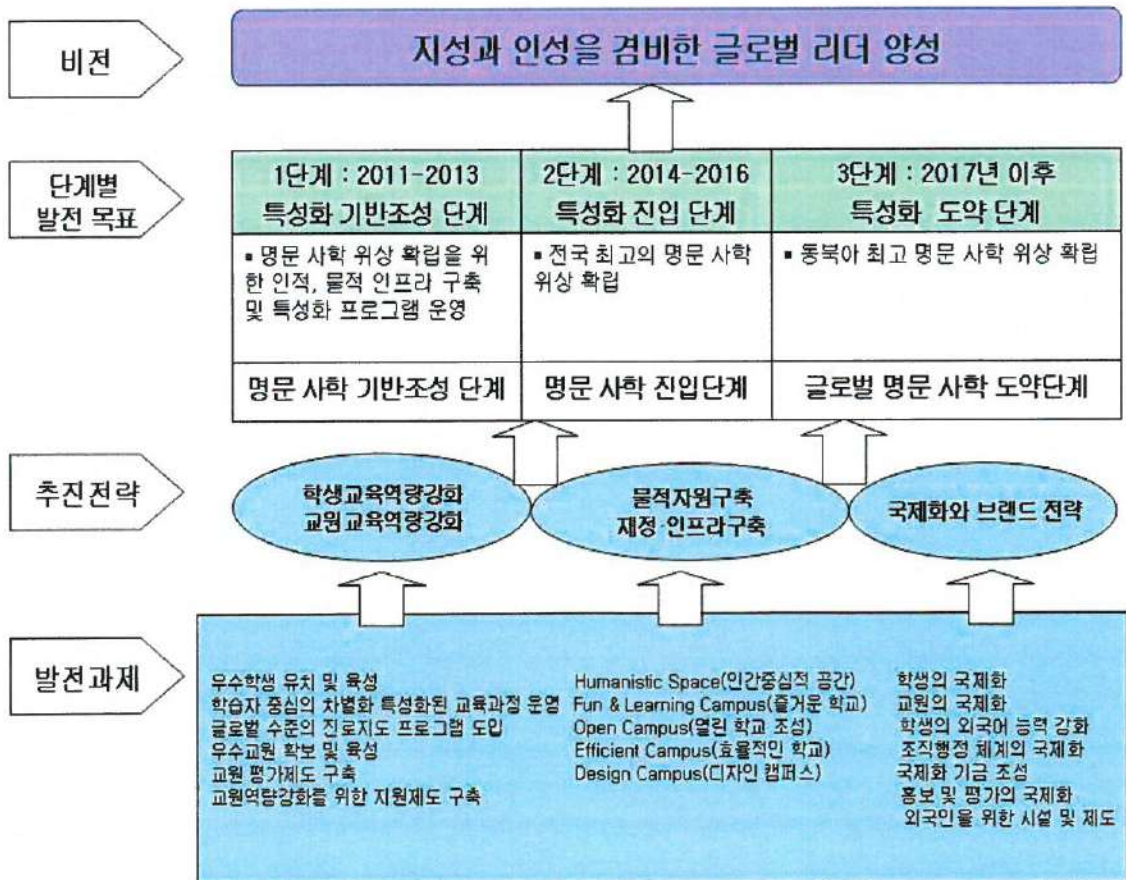 비전
지성과 인성을 겸비한 글로벌 리더 양성
단계별
발전 목표
1단계 : 2011-2013
특성화 기반조성 단계
2단계 : 2014-2016
특성화 진입 단계
3단계 : 2017년 이후
특성화 도약 단계
▪ 명문 사학 위상 확립을 위
한 인적, 물적 인프라 구축
및 특성화 프로그램 운영
▪ 전국 최고의 명문 사학
위상 확립
▪ 동북아 최고 명문 사학 위상 확립
명문 사학 기반조성 단계
명문 사학 진입단계
글로벌 명문 사학 도약단계
추진전략
학생교육역량강화
교원교육역량강화
물적자원구축
재정·인프라구축
국제화와 브랜드 전략
발전과제
우수학생 유치 및 육성
학습자 중심의 차별화 특성화된 교육과정 운영
글로벌 수준의 진로지도 프로그램 도입
우수교원 확보 및 육성
교원 평가제도 구축
교원역량강화를 위한 지원제도 구축
Humanistic Space(인간중심적 공간)
Fun & Learning Campus(즐거운 학교)
Open Campus(열린 학교 조성)
Efficient Campus(효율적인 학교)
Design Campus(디자인 캠퍼스)
학생의 국제화
교원의 국제화
학생의 외국어 능력 강화
조직행정 체계의 국제화
국제화 기금 조성
홍보 및 평가의 국제화
외국인을 위한 시설 및 제도